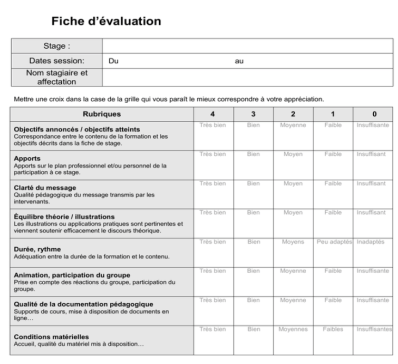 Fiche d'évaluation
Stage :
Dates session: Du au
Nom stagiaire et
affectation
Mettre une croix dans la case de la grille qui vous paraît le mieux correspondre à votre appréciation.
Rubriques 4 3 2 1 0
Objectifs annoncés / objectifs atteints Très bien Bien Moyenne Faible Insuffisante
Correspondance entre le contenu de la formation et les
objectifs décrits dans la fiche de stage.
Apports Très bien Bien Moyen Faible Insuffisant
Apports sur le plan professionnel et/ou personnel de la
participation à ce stage.
Clarté du message Très bien Bien Moyen Faible Insuffisant
Qualité pédagogique du message transmis par les
intervenants.
Équilibre théorie / illustrations Très bien Bien Moyen Faible Insuffisant
Les illustrations ou applications pratiques sont pertinentes et
viennent soutenir efficacement le discours théorique.
Durée, rythme Très bien Bien Moyens Peu adaptés Inadaptés
Adéquation entre la durée de la formation et le contenu.
Animation, participation du groupe Très bien Bien Moyenne Faible Insuffisante
Prise en compte des réactions du groupe, participation du
groupe.
Qualité de la documentation pédagogique Très bien Bien Moyenne Faible Insuffisante
Supports de cours, mise à disposition de documents en
ligne…
Conditions matérielles Très bien Bien Moyennes Faibles Insuffisantes
Accueil, qualité du matériel mis à disposition…